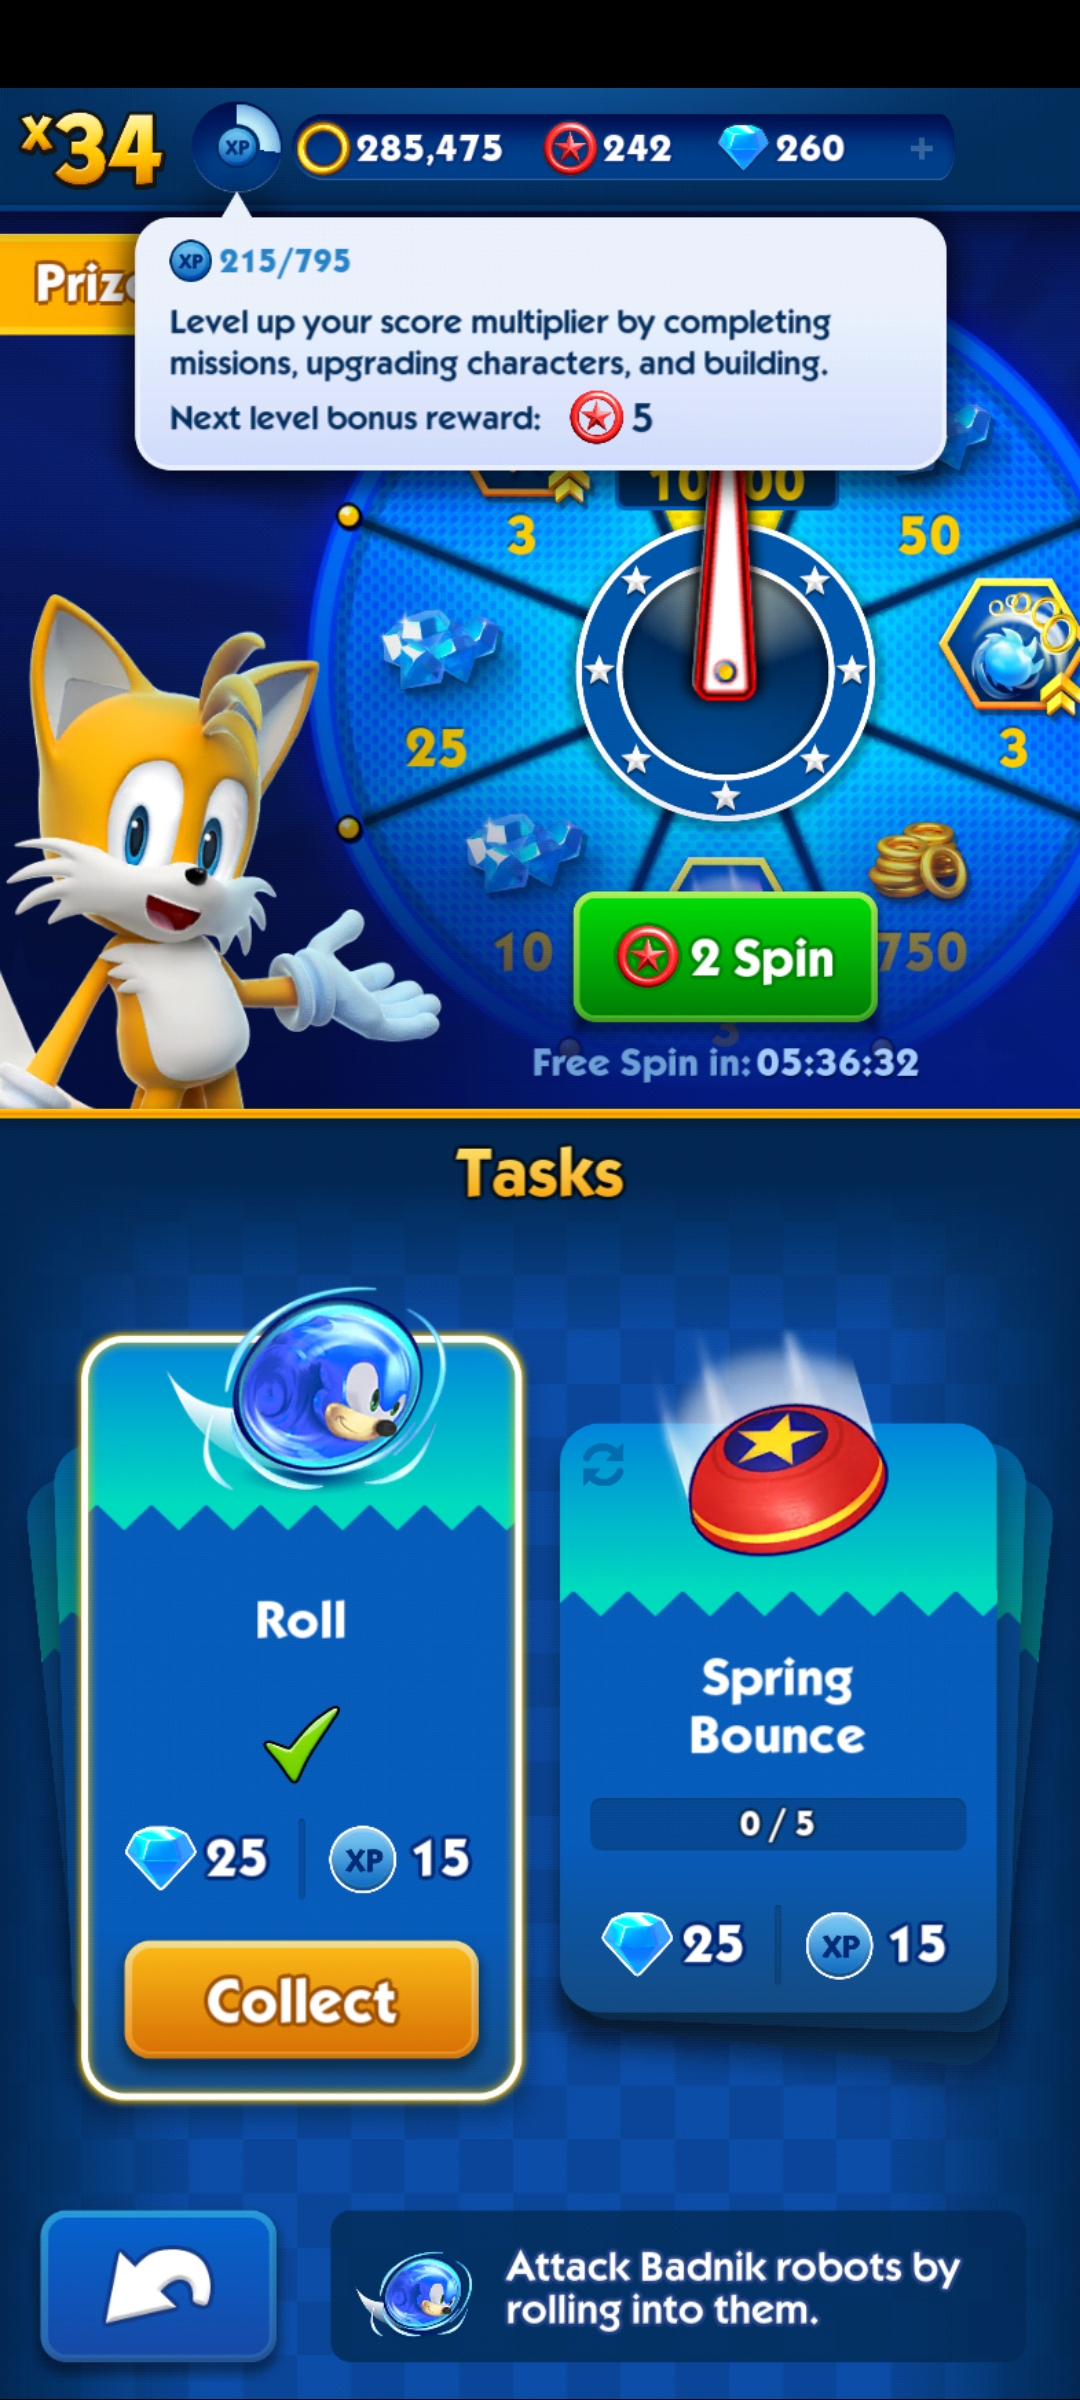 x34
XP
285,475
242
260
+
XP 215/795
Level up your score multiplier by completing
missions, upgrading characters, and building.
Next level bonus reward: 5
3
50
25
3
10
2 Spin
750
3
Free Spin in: 05:36:32
Tasks
Roll
25
XP 15
Collect
Spring
Bounce
0 / 5
25
XP 15
Attack Badnik robots by
rolling into them.